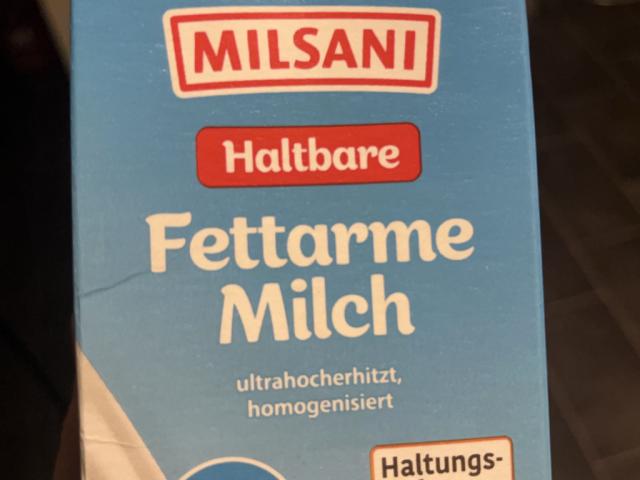 MILSANI
Haltbare
Fettarme
Milch
ultrahocherhitzt,
homogenisiert
Haltungs-